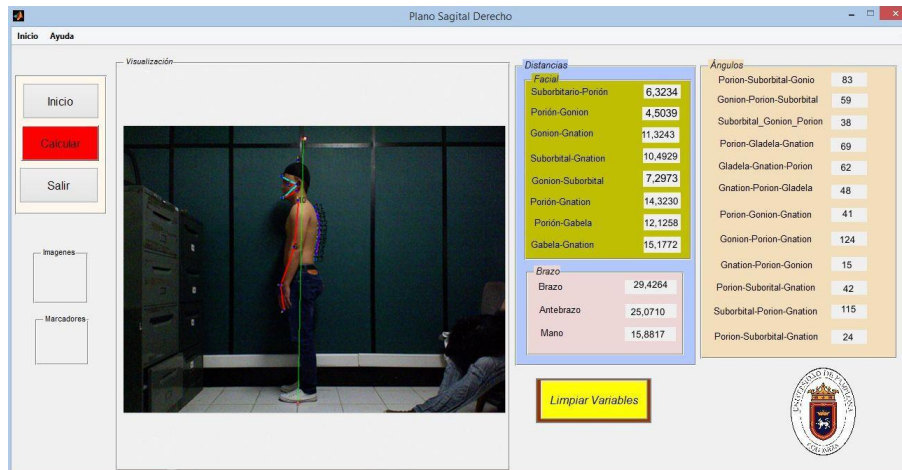 Plano Sagital Derecho
Inicio Ayuda
Visualización
Inicio
Calcular
Salir
Imagenes
Marcadores
Distancias
Facial
Suborbitario-Porión 6,3234
Porión-Gonion 4,5039
Gonion-Gnation 11,3243
Suborbital-Gnation 10,4929
Gonion-Suborbital 7,2973
Porión-Gnation 14,3230
Porión-Gabela 12,1258
Gabela-Gnation 15,1772
Brazo
Brazo 29,4264
Antebrazo 25,0710
Mano 15,8817
Limpiar Variables
Ángulos
Porion-Suborbital-Gonio 83
Gonion-Porion-Suborbital 59
Suborbital_Gonion_Porion 38
Porion-Gladela-Gnation 69
Gladela-Gnation-Porion 62
Gnation-Porion-Gladela 48
Porion-Gonion-Gnation 41
Gonion-Porion-Gnation 124
Gnation-Porion-Gonion 15
Porion-Suborital-Gnation 42
Suborbital-Porion-Gnation 115
Porion-Suborbital-Gnation 24
UNIVERSIDAD DE PAMPLONA
COLOMBIA